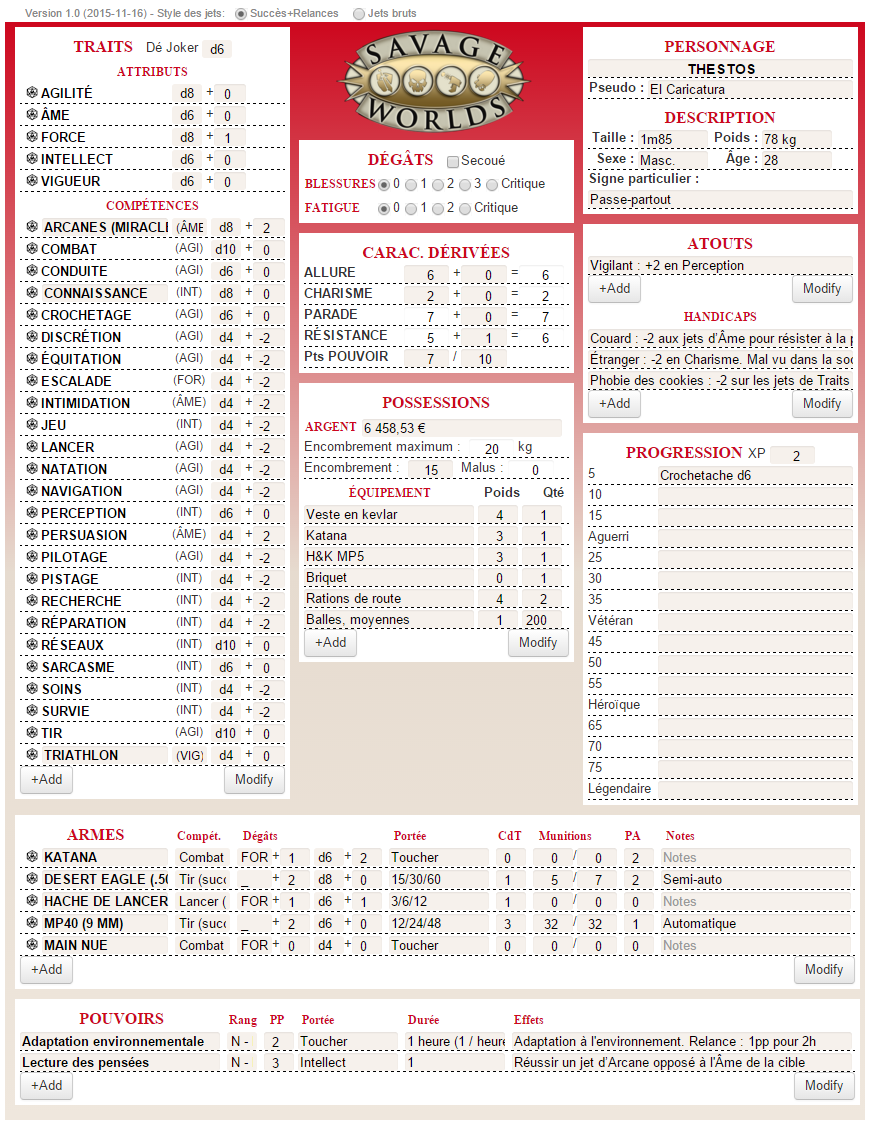 Version 1.0 (2015-11-16) - Style des jets: Succès+Relances Jets bruts
TRAITS Dé Joker d6
ATTRIBUTS
AGILITÉ d8 + 0
ÂME d6 + 0
FORCE d8 + 1
INTELLECT d6 + 0
VIGUEUR d6 + 0
COMPÉTENCES
ARCANES (MIRACLI (ÂME d8 + 2
COMBAT (AGI) d10 + 0
CONDUITE (AGI) d6 + 0
CONNAISSANCE (INT) d8 + 0
CROCHETAGE (AGI) d6 + 0
DISCRÉTION (AGI) d4 + -2
ÉQUITATION (AGI) d4 + -2
ESCALADE (FOR) d4 + -2
INTIMIDATION (ÂME) d4 + -2
JEU (INT) d4 + -2
LANCER (AGI) d4 + -2
NATATION (AGI) d4 + -2
NAVIGATION (AGI) d4 + -2
PERCEPTION (INT) d6 + 0
PERSUASION (ÂME) d4 + 2
PILOTAGE (AGI) d4 + -2
PISTAGE (INT) d4 + -2
RECHERCHE (INT) d4 + -2
RÉPARATION (INT) d4 + -2
RÉSEAUX (INT) d10 + 0
SARCASME (INT) d6 + 0
SOINS (INT) d4 + -2
SURVIE (INT) d4 + -2
TIR (AGI) d10 + 0
TRIATHLON (VIG) d4 + 0
+Add Modify
SAVAGE
WORLDS
DÉGÂTS Secoué
BLESSURES 0 1 2 3 Critique
FATIGUE 0 1 2 Critique
CARAC. DÉRIVÉES
ALLURE 6 + 0 = 6
CHARISME 2 + 0 = 2
PARADE 7 + 0 = 7
RÉSISTANCE 5 + 1 = 6
Pts POUVOIR 7 / 10
POSSESSIONS
ARGENT 6 458,53 €
Encombrement maximum : 20 kg
Encombrement : 15 Malus : 0
ÉQUIPEMENT Poids Qté
Veste en kevlar 4 1
Katana 3 1
H&K MP5 3 1
Briquet 0 1
Rations de route 4 2
Balles, moyennes 1 200
+Add Modify
PERSONNAGE
THESTOS
Pseudo : El Caricatura
DESCRIPTION
Taille : 1m85 Poids : 78 kg
Sexe : Masc. Âge : 28
Signe particulier :
Passe-partout
ATOUTS
Vigilant : +2 en Perception
+Add Modify
HANDICAPS
Couard : -2 aux jets d'Âme pour résister à la p
Étranger : -2 en Charisme. Mal vu dans la soc
Phobie des cookies : -2 sur les jets de Traits
+Add Modify
PROGRESSION XP 2
5 Crochetache d6
10
15
Aguerri
25
30
35
Vétéran
45
50
55
Héroïque
65
70
75
Légendaire
ARMES Compét. Dégâts Portée CdT Munitions PA Notes
KATANA Combat FOR + 1 d6 + 2 Toucher 0 0 / 0 2 Notes
DESERT EAGLE (.50 Tir (succ _ + 2 d8 + 0 15/30/60 1 5 / 7 2 Semi-auto
HACHE DE LANCER Lancer ( FOR + 1 d6 + 1 3/6/12 1 0 / 0 0 Notes
MP40 (9 MM) Tir (succ _ + 2 d6 + 0 12/24/48 3 32 / 32 1 Automatique
MAIN NUE Combat FOR + 0 d4 + 0 Toucher 0 0 / 0 0 Notes
+Add Modify
POUVOIRS Rang PP Portée Durée Effets
Adaptation environnementale N - 2 Toucher 1 heure (1 / heure Adaptation à l'environnement. Relance : 1pp pour 2h
Lecture des pensées N - 3 Intellect 1 Réussir un jet d'Arcane opposé à l'Âme de la cible
+Add Modify